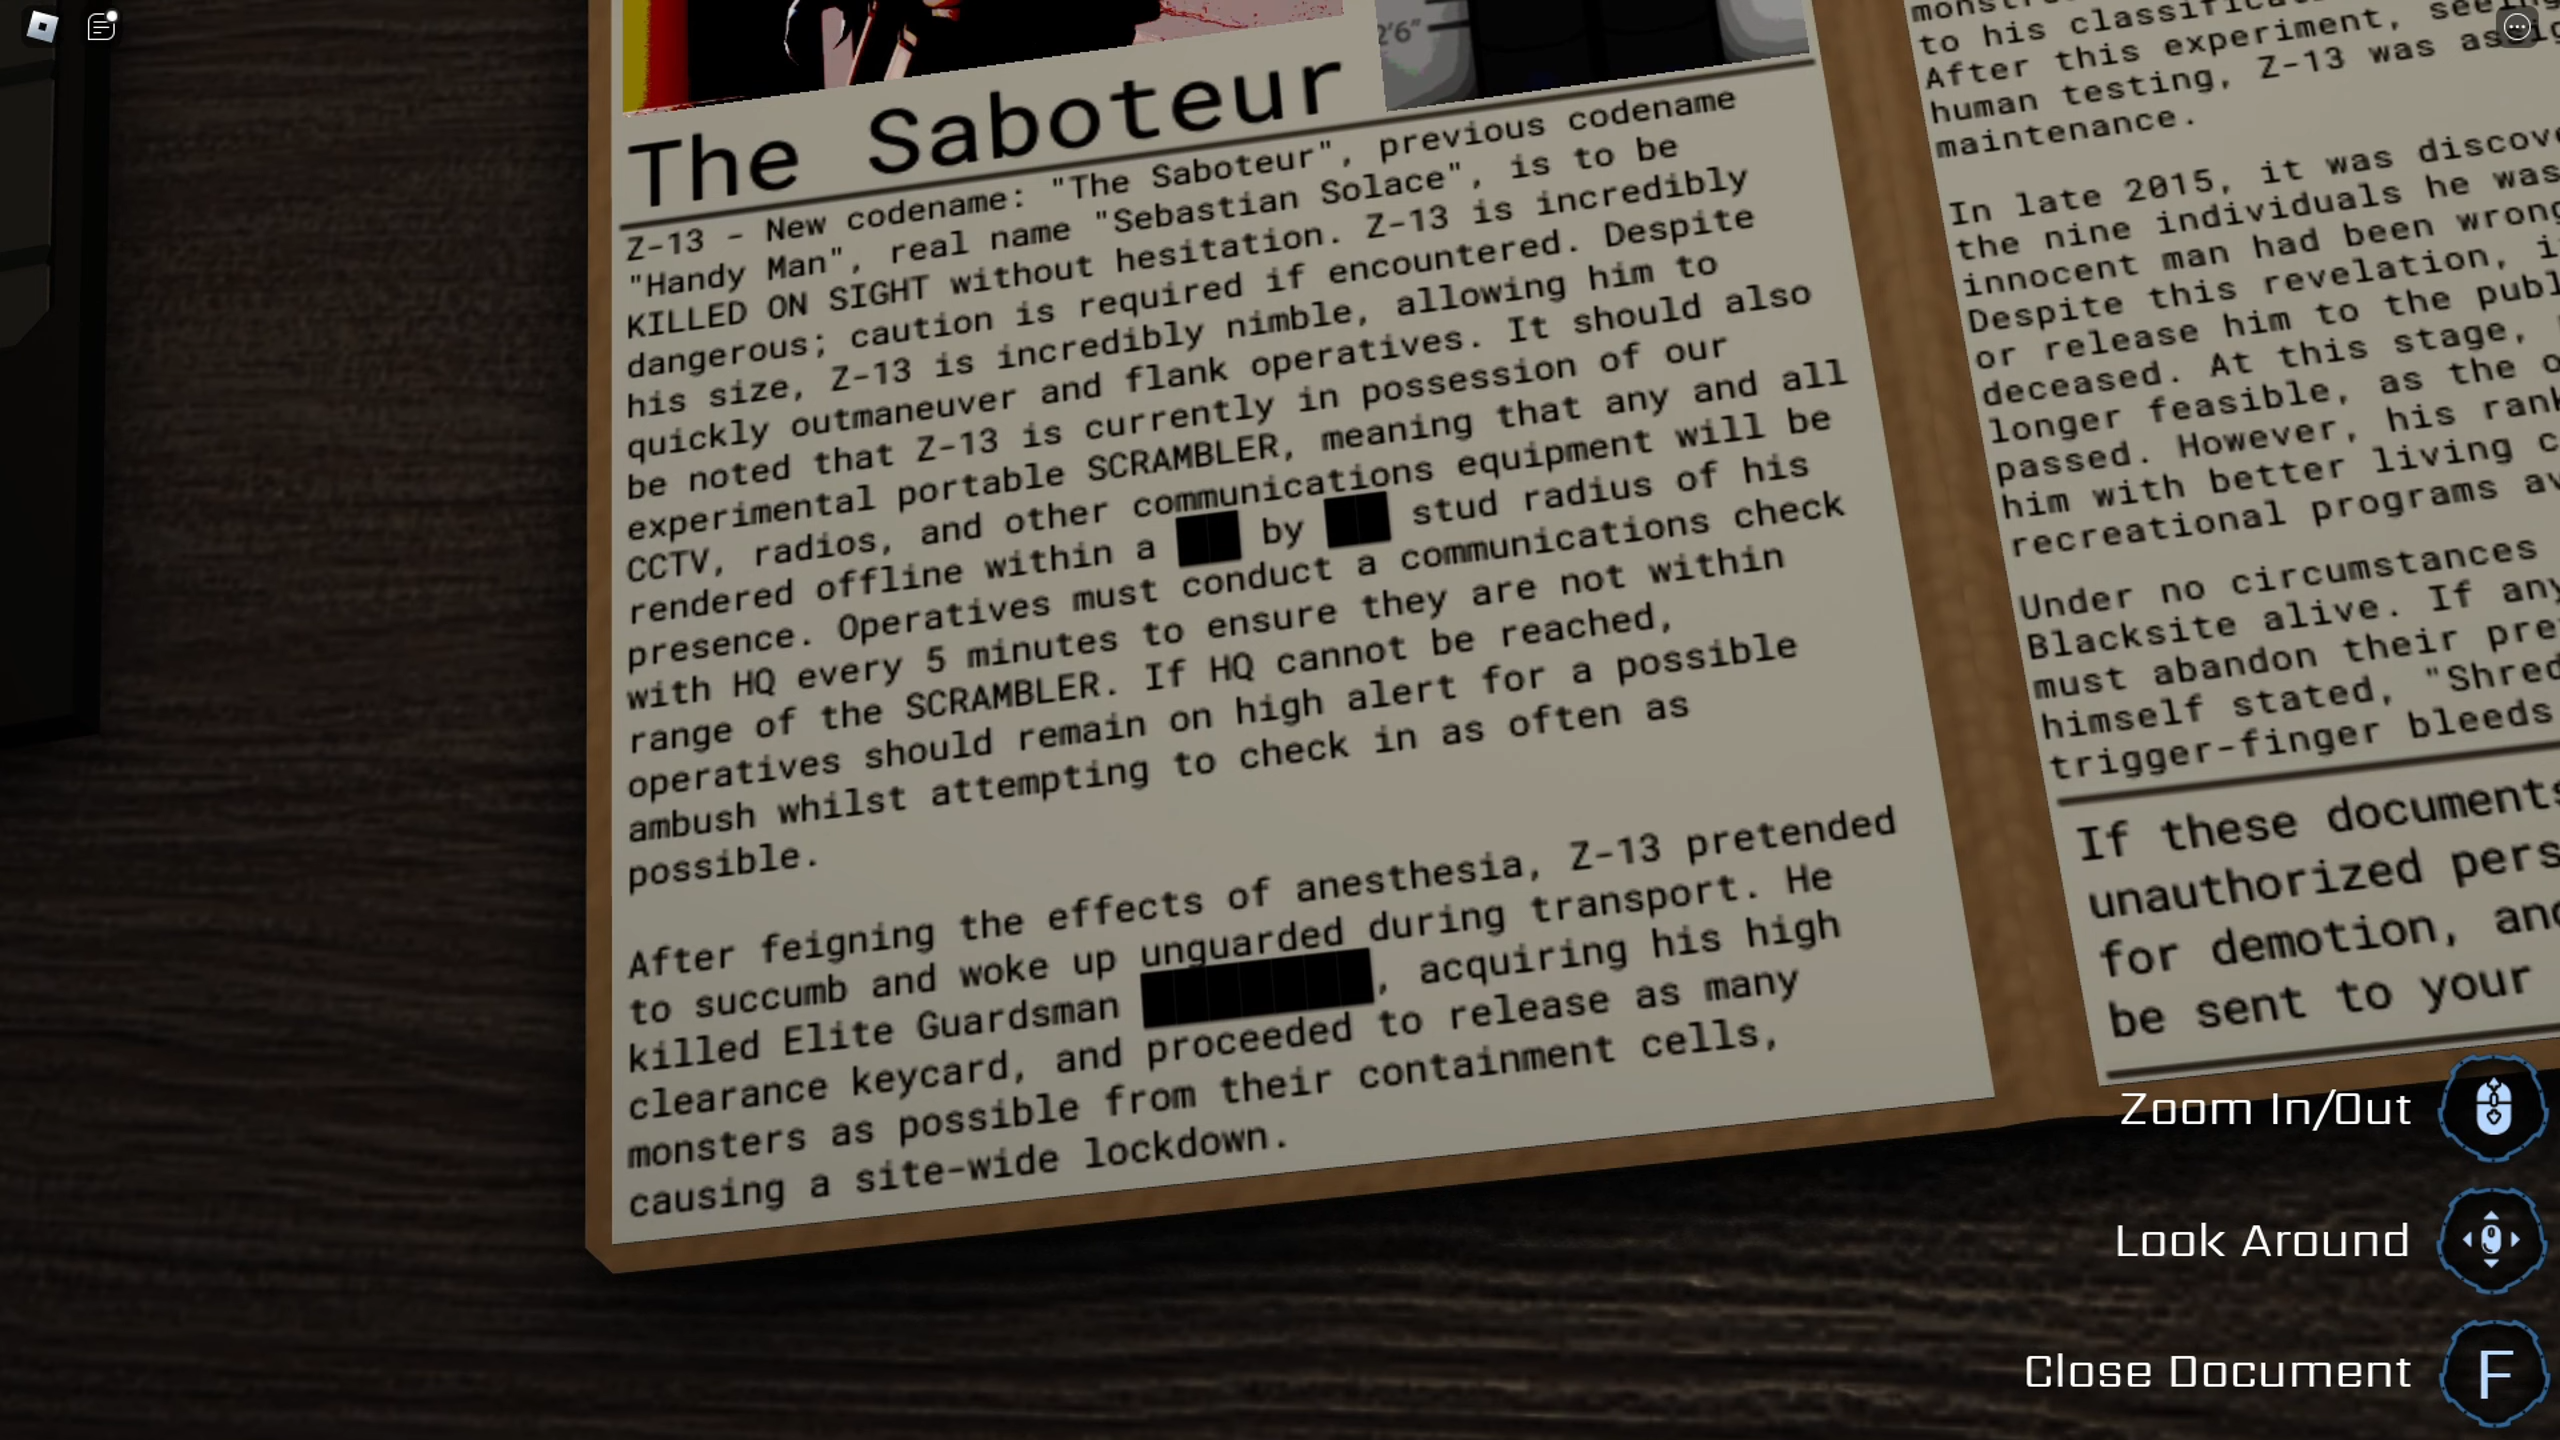 2'6"
The Saboteur
Z-13 - New codename: "The Saboteur", previous codename
"Handy Man", real name "Sebastian Solace", is to be
KILLED ON SIGHT without hesitation. Z-13 is incredibly
dangerous; caution is required if encountered. Despite
his size, Z-13 is incredibly nimble, allowing him to
quickly outmaneuver and flank operatives. It should also
be noted that Z-13 is currently in possession of our
experimental portable SCRAMBLER, meaning that any and all
CCTV, radios, and other communications equipment will be
rendered offline within a by stud radius of his
presence. Operatives must conduct a communications check
with HQ every 5 minutes to ensure they are not within
range of the SCRAMBLER. If HQ cannot be reached,
operatives should remain on high alert for a possible
ambush whilst attempting to check in as often as
possible.
After feigning the effects of anesthesia, Z-13 pretended
to succumb and woke up unguarded during transport. He
killed Elite Guardsman , acquiring his high
clearance keycard, and proceeded to release as many
monsters as possible from their containment cells,
causing a site-wide lockdown.
to his
After this experiment,
human testing, Z-13 was
maintenance.
In late 2015, it was
the nine individuals he was
innocent man had been
Despite this revelation,
or release him to the
deceased. At this stage,
longer feasible, as the
passed. However, his
him with better living
recreational programs
Under no circumstances
Blacksite alive. If
must abandon their
himself stated,
trigger-finger bleeds
If these
unauthorized
for demotion,
be sent to your
Zoom In/Out
Look Around
Close Document F